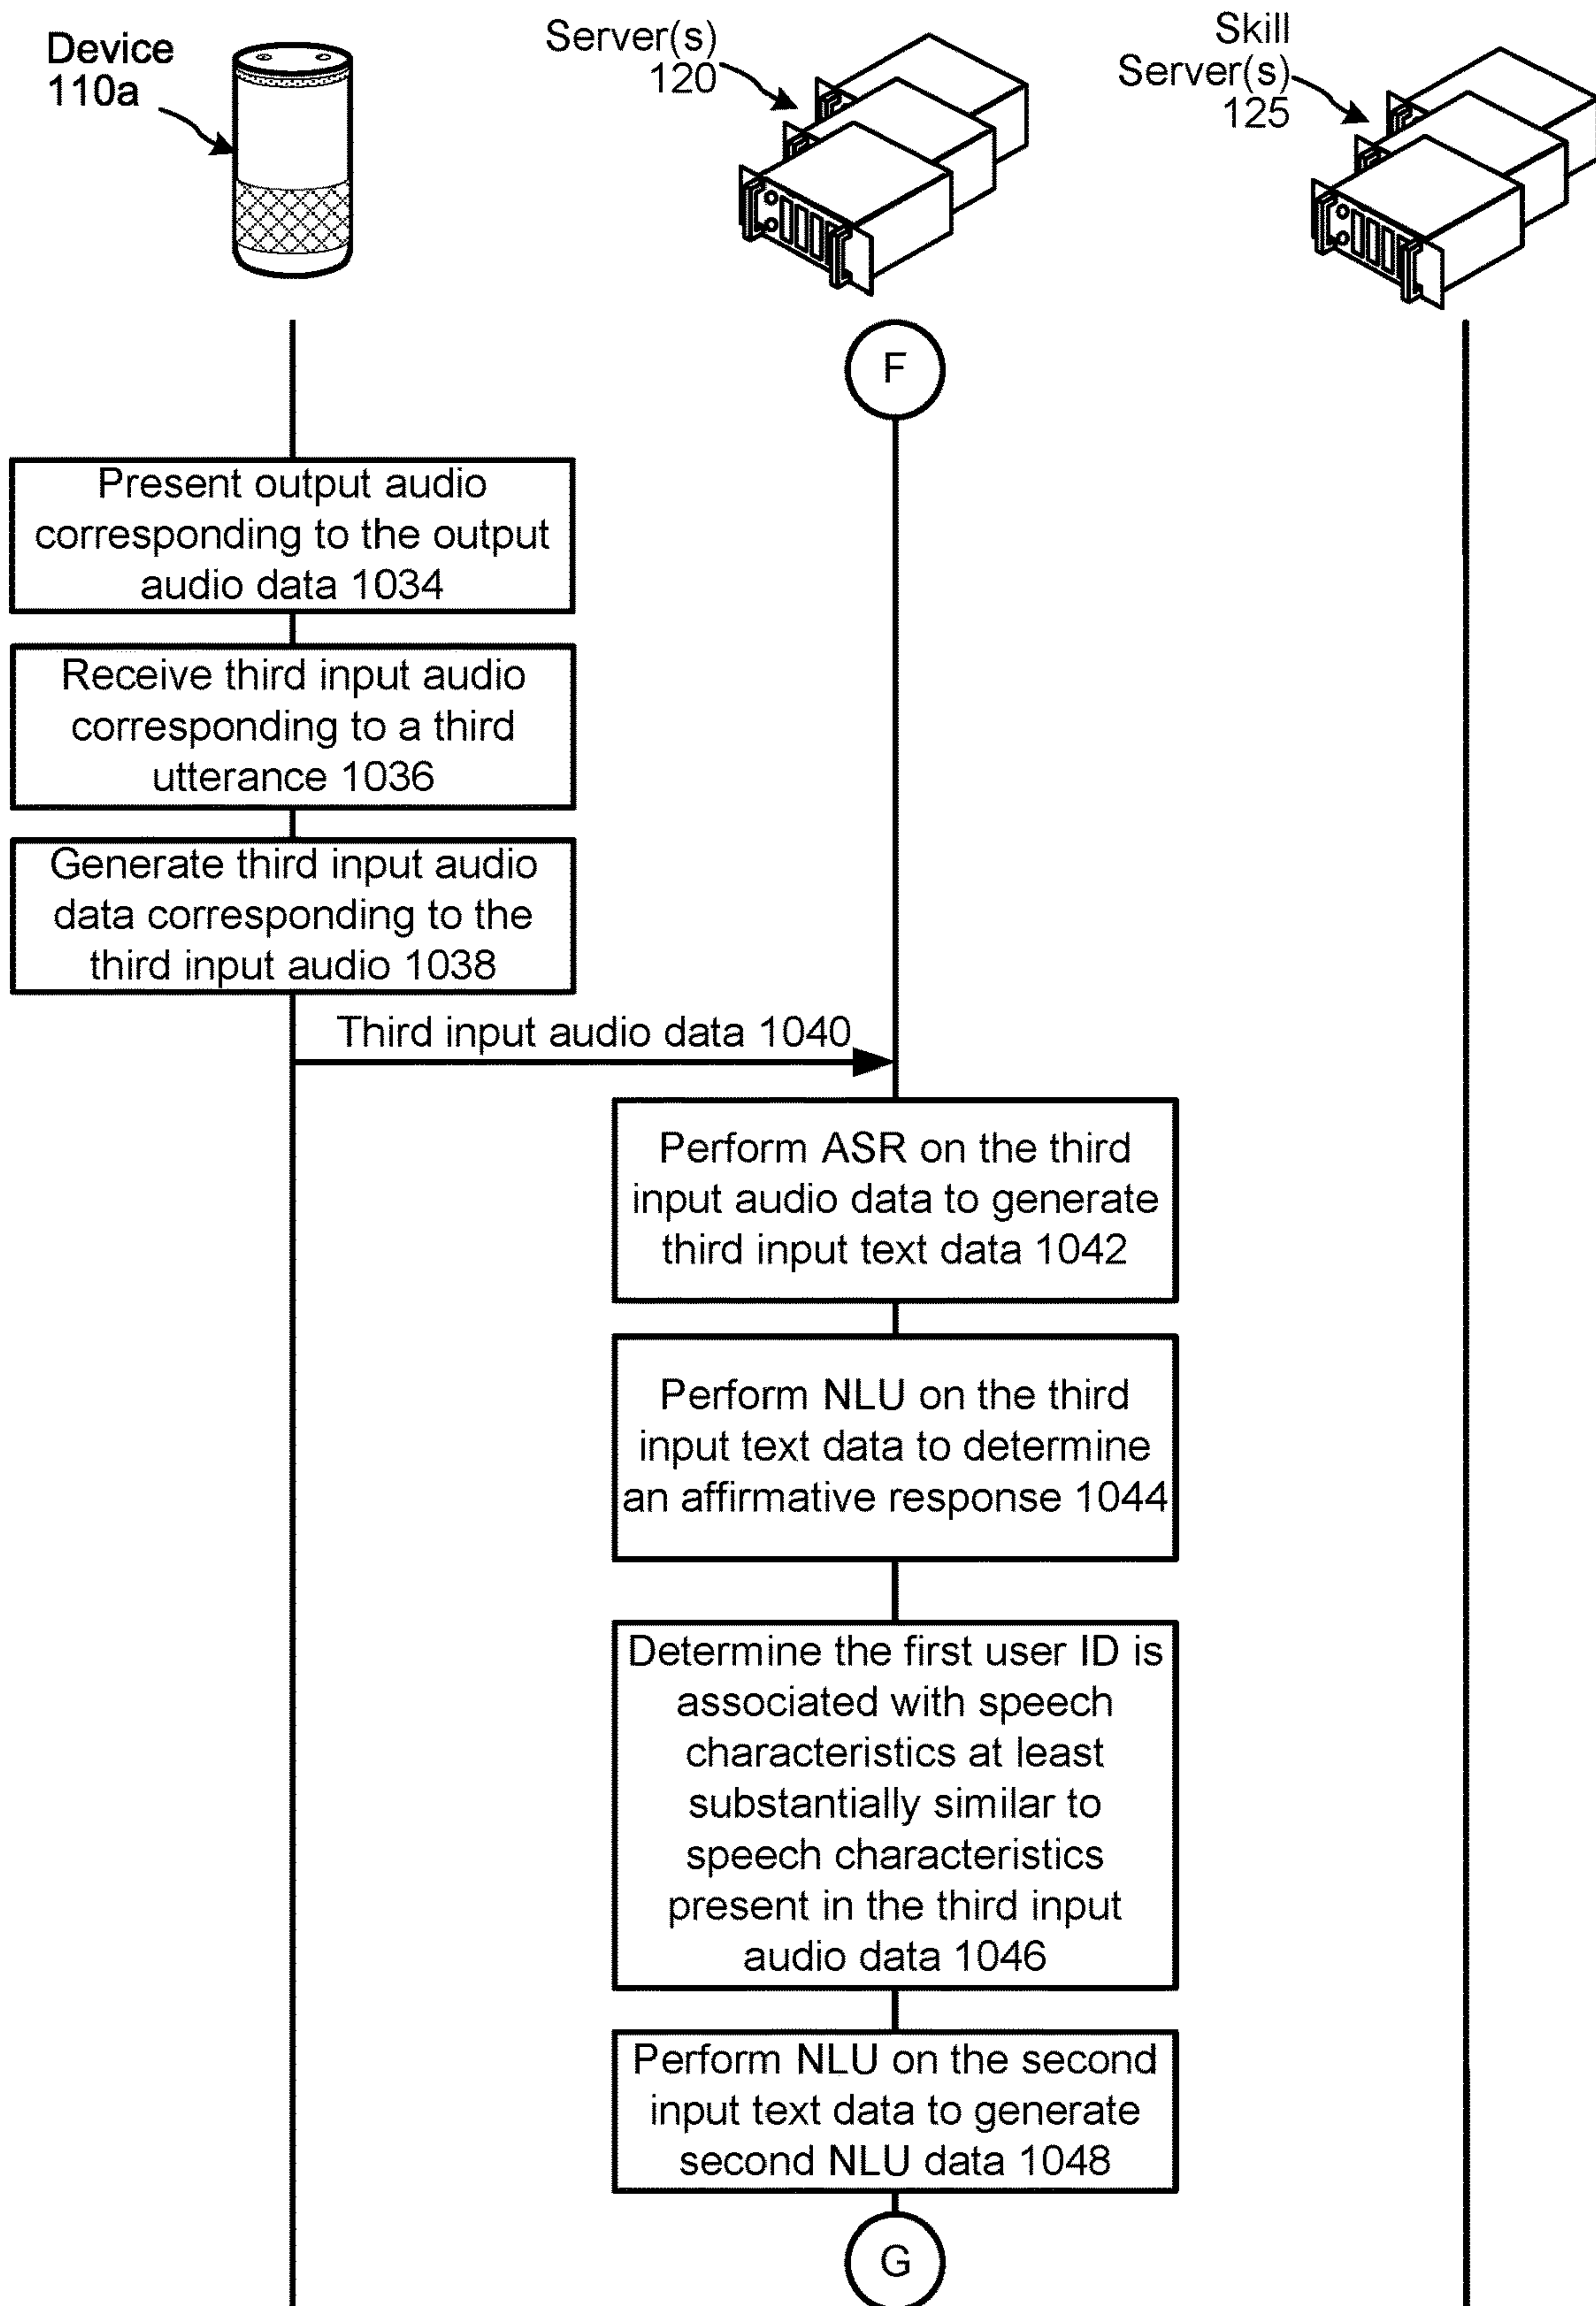 Device
110a
Server(s)
120
Skill
Server(s)
125
F
Present output audio
corresponding to the output
audio data 1034
Receive third input audio
corresponding to a third
utterance 1036
Generate third input audio
data corresponding to the
third input audio 1038
Third input audio data 1040
Perform ASR on the third
input audio data to generate
third input text data 1042
Perform NLU on the third
input text data to determine
an affirmative response 1044
Determine the first user ID is
associated with speech
characteristics at least
substantially similar to
speech characteristics
present in the third input
audio data 1046
Perform NLU on the second
input text data to generate
second NLU data 1048
G